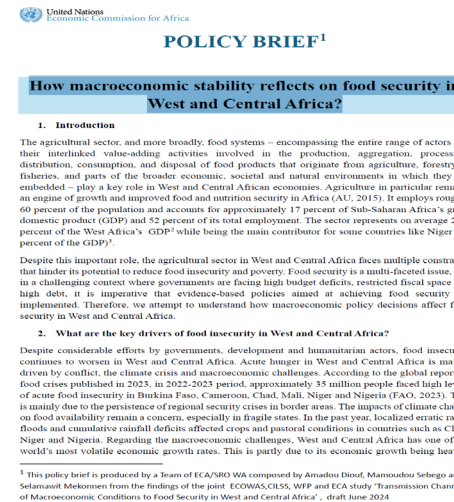 United Nations
Economic Commission for Africa
POLICY BRIEF1
How macroeconomic stability reflects on food security in
West and Central Africa?
1. Introduction
The agricultural sector, and more broadly, food systems – encompassing the entire range of actors
their interlinked value-adding activities involved in the production, aggregation, process
distribution, consumption, and disposal of food products that originate from agriculture, forestry
fisheries, and parts of the broader economic, societal and natural environments in which they
embedded – play a key role in West and Central African economies. Agriculture in particular rema
an engine of growth and improved food and nutrition security in Africa (AU, 2015). It employs roug
60 percent of the population and accounts for approximately 17 percent of Sub-Saharan Africa's g
domestic product (GDP) and 52 percent of its total employment. The sector represents on average 2
percent of the West Africa's GDP2 while being the main contributor for some countries like Niger
percent of the GDP)3.
Despite this important role, the agricultural sector in West and Central Africa faces multiple constra
that hinder its potential to reduce food insecurity and poverty. Food security is a multi-faceted issue,
in a challenging context where governments are facing high budget deficits, restricted fiscal space
high debt, it is imperative that evidence-based policies aimed at achieving food security
implemented. Therefore, we attempt to understand how macroeconomic policy decisions affect f
security in West and Central Africa.
2. What are the key drivers of food insecurity in West and Central Africa?
Despite considerable efforts by governments, development and humanitarian actors, food insecu
continues to worsen in West and Central Africa. Acute hunger in West and Central Africa is ma
driven by conflict, the climate crisis and macroeconomic challenges. According to the global repor
food crises published in 2023, in 2022-2023 period, approximately 35 million people faced high lev
of acute food insecurity in Burkina Faso, Cameroon, Chad, Mali, Niger and Nigeria (FAO, 2023). T
is mainly due to the persistence of regional security crises in border areas. The impacts of climate cha
on food availability remain a concern, especially in fragile states. In the past year, localized erratic ra
floods and cumulative rainfall deficits affected crops and pastoral conditions in countries such as C
Niger and Nigeria. Regarding the macroeconomic challenges, West and Central Africa has one of
world's most volatile economic growth rates. This is partly due to its economic growth being hea
1 This policy brief is produced by a Team of ECA/SRO WA composed by Amadou Diouf, Mamoudou Sebego a
Selamawit Mekonnen from the findings of the joint ECOWAS,CILSS, WFP and ECA study 'Transmission Chann
of Macroeconomic Conditions to Food Security in West and Central Africa' , draft June 2024